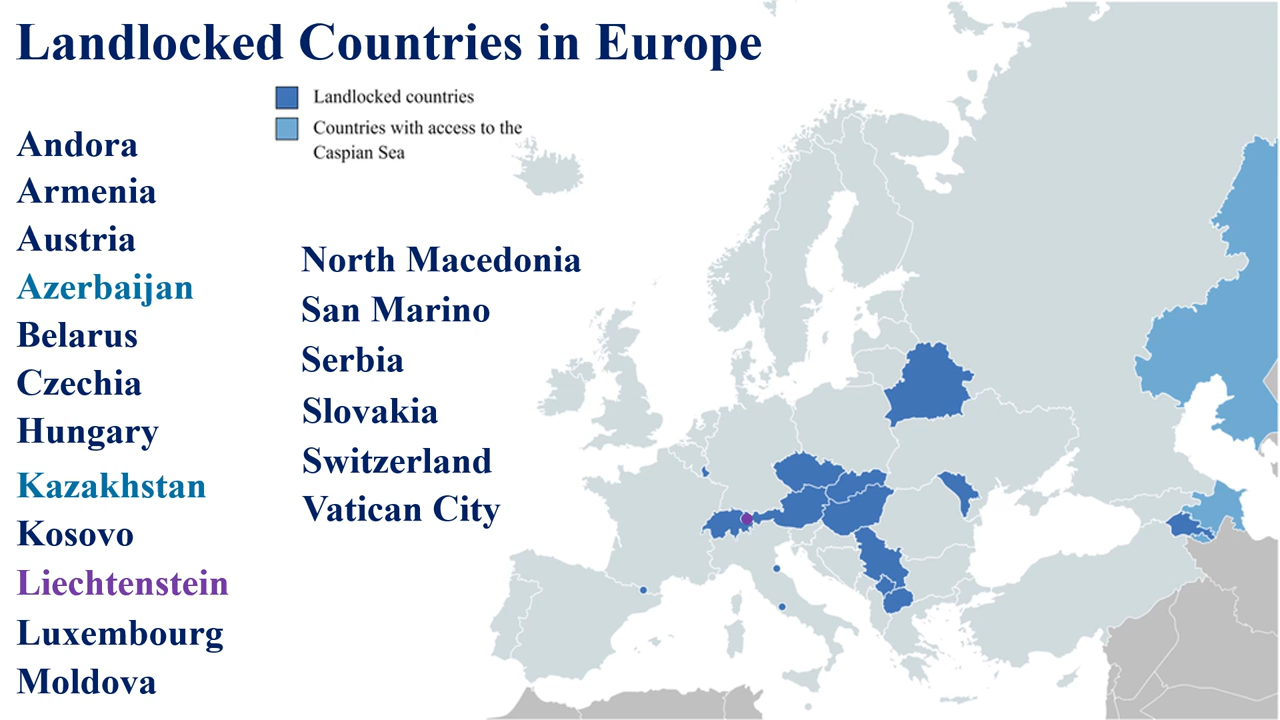 Landlocked Countries in Europe
Landlocked countries
Countries with access to the
Caspian Sea
Andora
Armenia
Austria
Azerbaijan
Belarus
Czechia
Hungary
Kazakhstan
Kosovo
Liechtenstein
Luxembourg
Moldova
North Macedonia
San Marino
Serbia
Slovakia
Switzerland
Vatican City